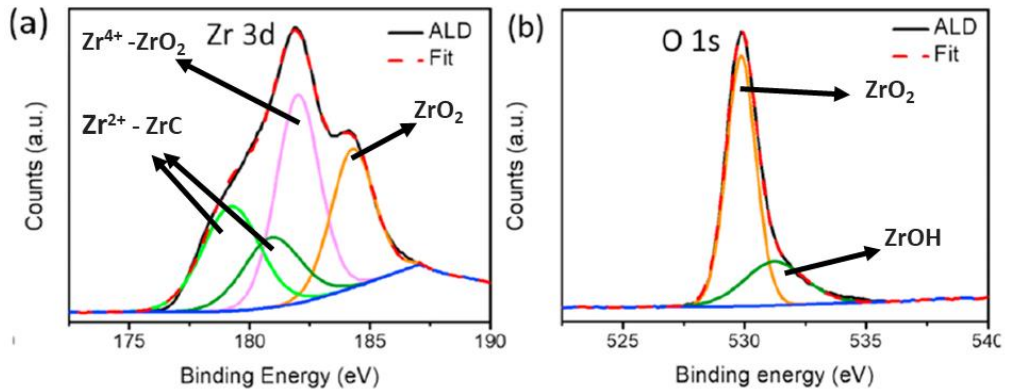 (a)
Zr 3d
ALD
Fit
Zr⁴⁺ -ZrO₂
ZrO₂
Zr²⁺ - ZrC
Counts (a.u.)
175 180 185 190
Binding Energy (eV)
(b)
O 1s
ALD
Fit
ZrO₂
ZrOH
Counts (a.u.)
525 530 535 540
Binding energy (eV)